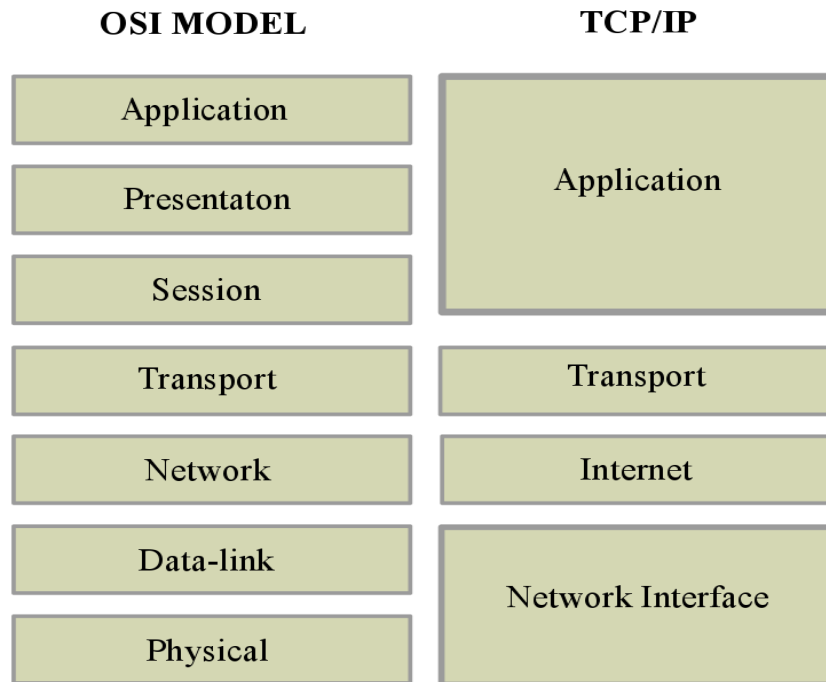 OSI MODEL
Application
Presentaton
Session
Transport
Network
Data-link
Physical
TCP/IP
Application
Transport
Internet
Network Interface